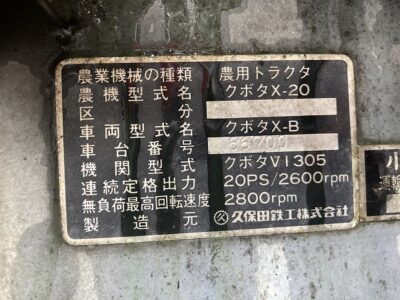 農業機械の種類 農用トラクタ
農機型式名 クボタX-20
区分
車両型式名 クボタX-B
車台番号 56700
機関型式 クボタV1305
連続定格出力 20PS/2600rpm
無負荷最高回転速度 2800rpm
製造元 久保田鉄工株式会社
小
運輸